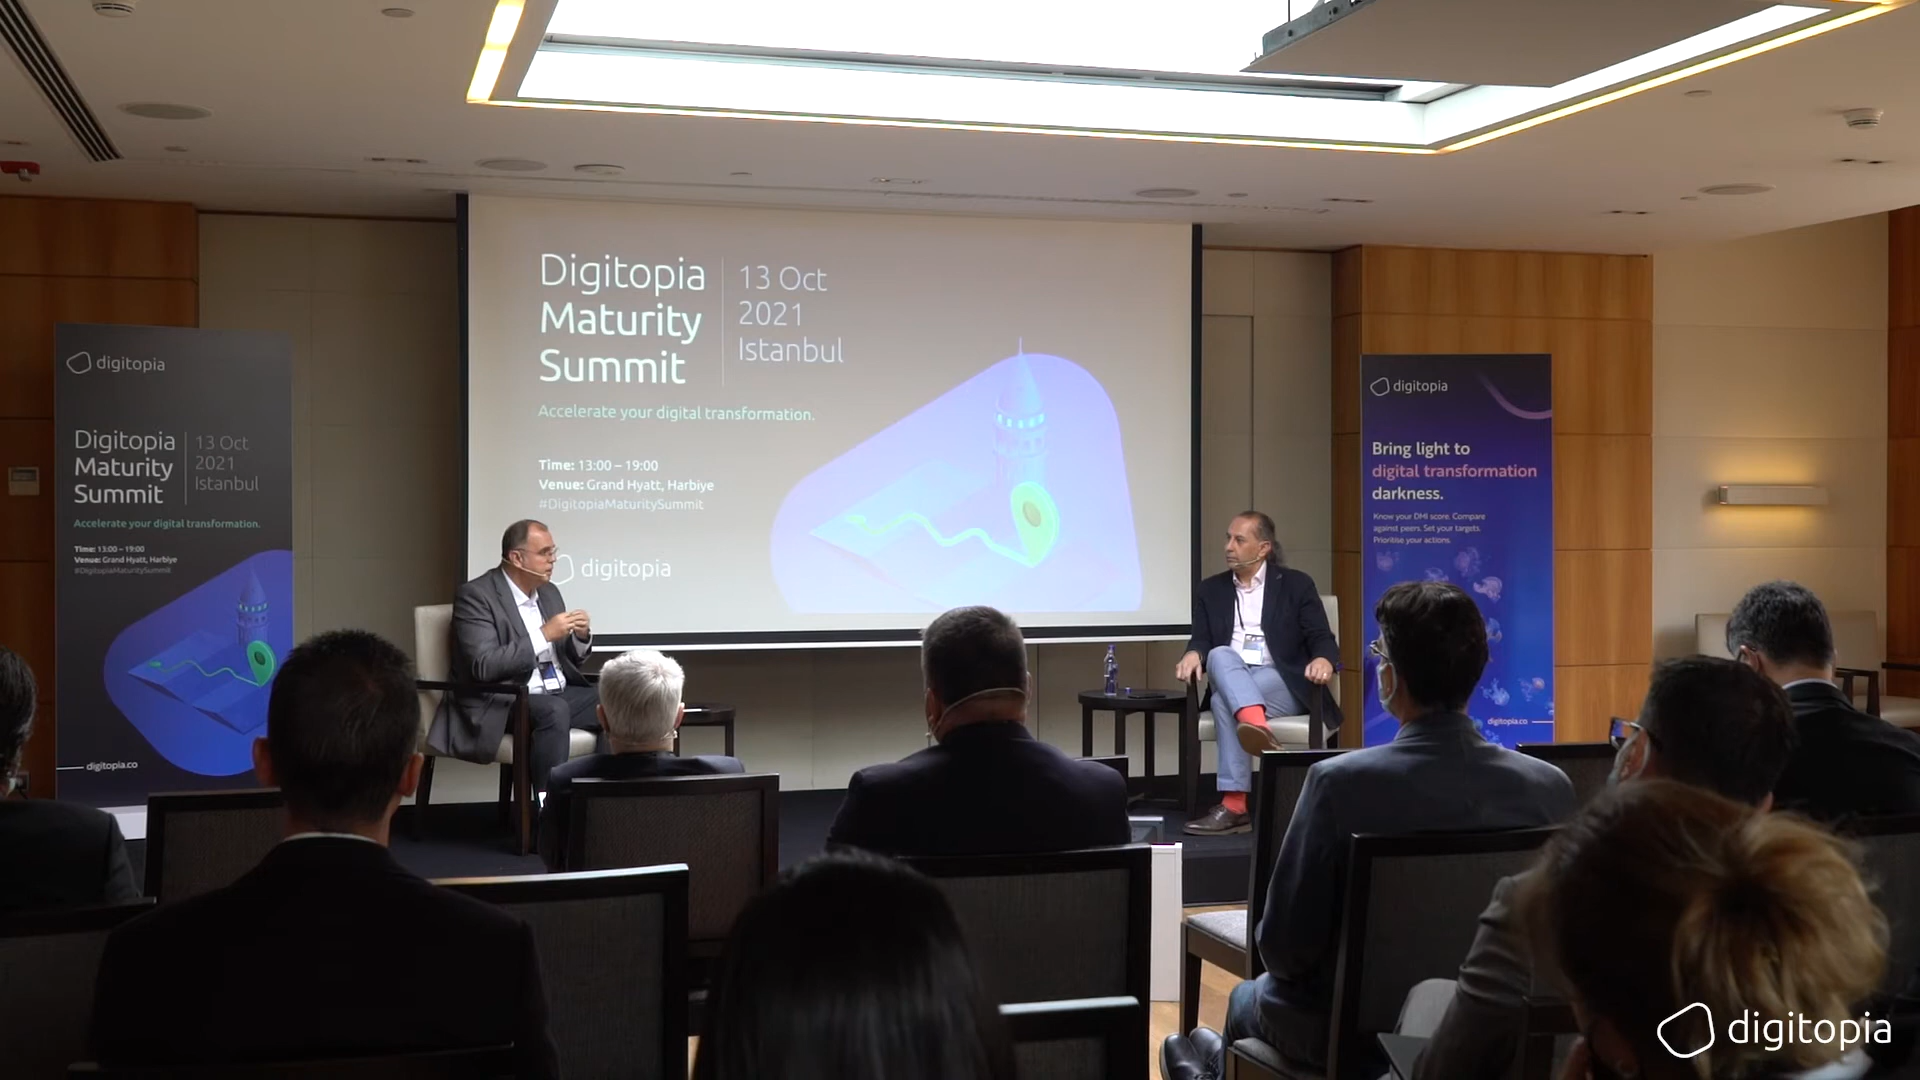 digitopia
Digitopia
Maturity
Summit
13 Oct
2021
Istanbul
Accelerate your digital transformation.
Time: 13:00 – 19:00
Venue: Grand Hyatt, Harbiye
#DigitopiaMaturitySummit
digitopia.co
Digitopia
Maturity
Summit
13 Oct
2021
Istanbul
Accelerate your digital transformation.
Time: 13:00 – 19:00
Venue: Grand Hyatt, Harbiye
#DigitopiaMaturitySummit
digitopia
digitopia
Bring light to
digital transformation
darkness.
Know your DMI score. Compare
against peers. Set your targets.
Prioritise your actions.
digitopia.co
digitopia